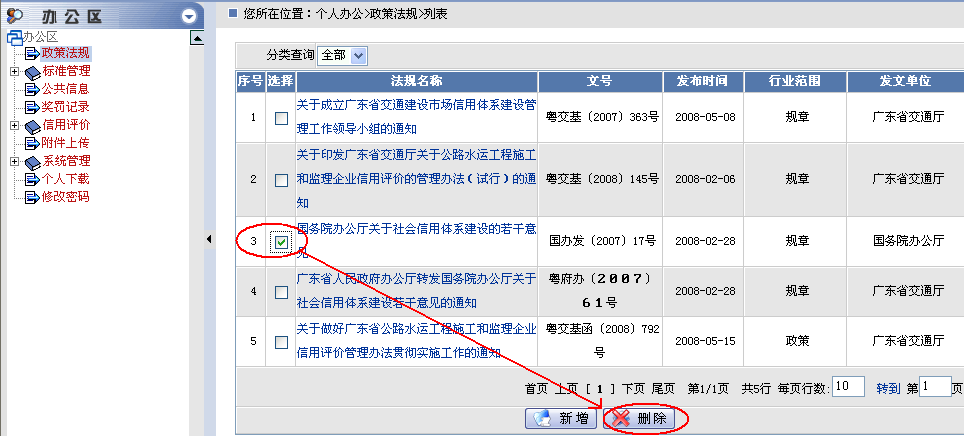 办公区
办公区
政策法规
标准管理
公共信息
奖罚记录
信用评价
附件上传
系统管理
个人下载
修改密码
您所在位置：个人办公>政策法规>列表
分类查询 全部
序号 选择 法规名称 文号 发布时间 行业范围 发文单位
1 关于成立广东省交通建设市场信用体系建设管 粤交基〔2007〕363号 2008-05-08 规章 广东省交通厅
理工作领导小组的通知
关于印发广东省交通厅关于公路水运工程施工
2 和监理企业信用评价的管理办法（试行）的通 粤交基〔2008〕145号 2008-02-06 规章 广东省交通厅
知
3 国务院办公厅关于社会信用体系建设的若干意 国办发〔2007〕17号 2008-02-28 规章 国务院办公厅
见
4 广东省人民政府办公厅转发国务院办公厅关于 粤府办〔２００７〕 2008-02-28 规章 广东省交通厅
社会信用体系建设若干意见的通知 ６１号
5 关于做好广东省公路水运工程施工和监理企业 粤交基函〔2008〕792 2008-05-15 政策 广东省交通厅
信用评价管理办法贯彻实施工作的通知 号
首页 上页 [ 1 ] 下页 尾页 第1/1页 共5行 每页行数: 10 转到 第 1 页
新增 删除